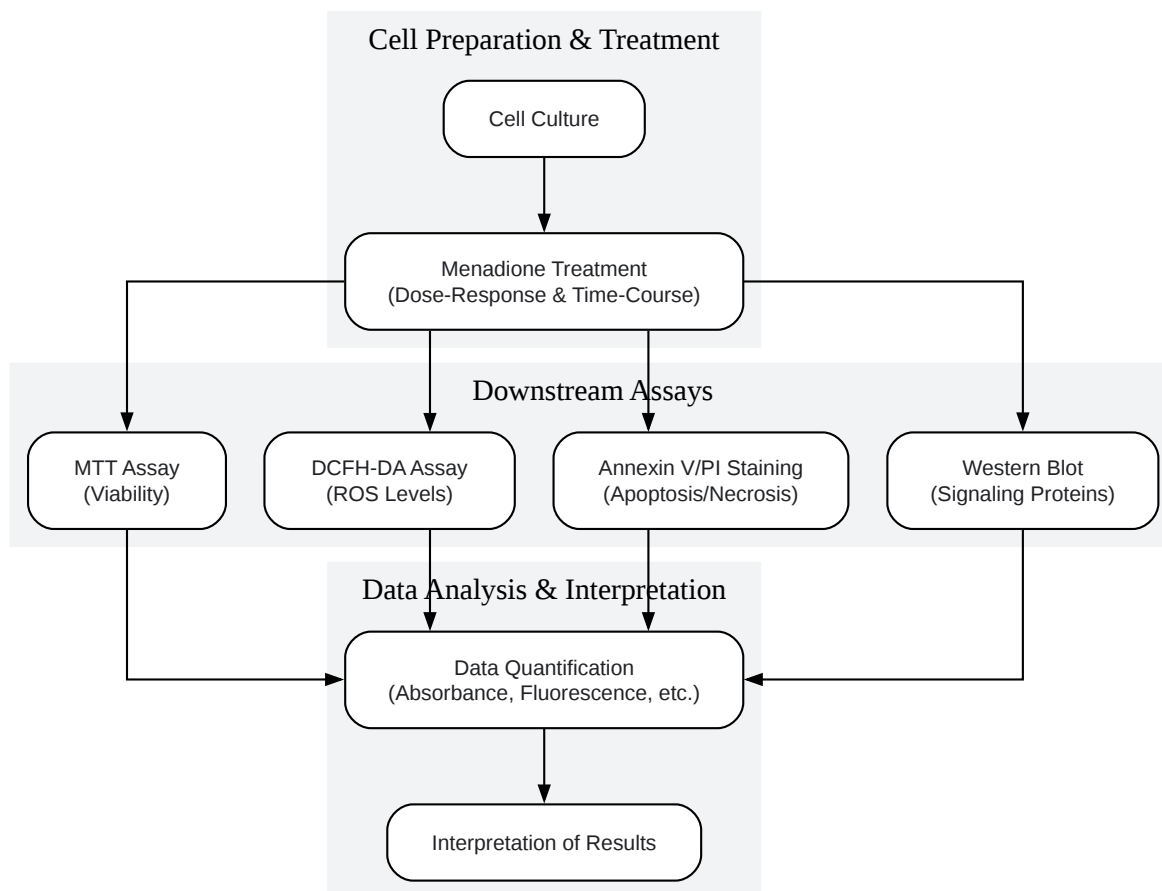 Cell Preparation & Treatment
Cell Culture
Menadione Treatment
(Dose-Response & Time-Course)
Downstream Assays
MTT Assay
(Viability)
DCFH-DA Assay
(ROS Levels)
Annexin V/PI Staining
(Apoptosis/Necrosis)
Western Blot
(Signaling Proteins)
Data Analysis & Interpretation
Data Quantification
(Absorbance, Fluorescence, etc.)
Interpretation of Results